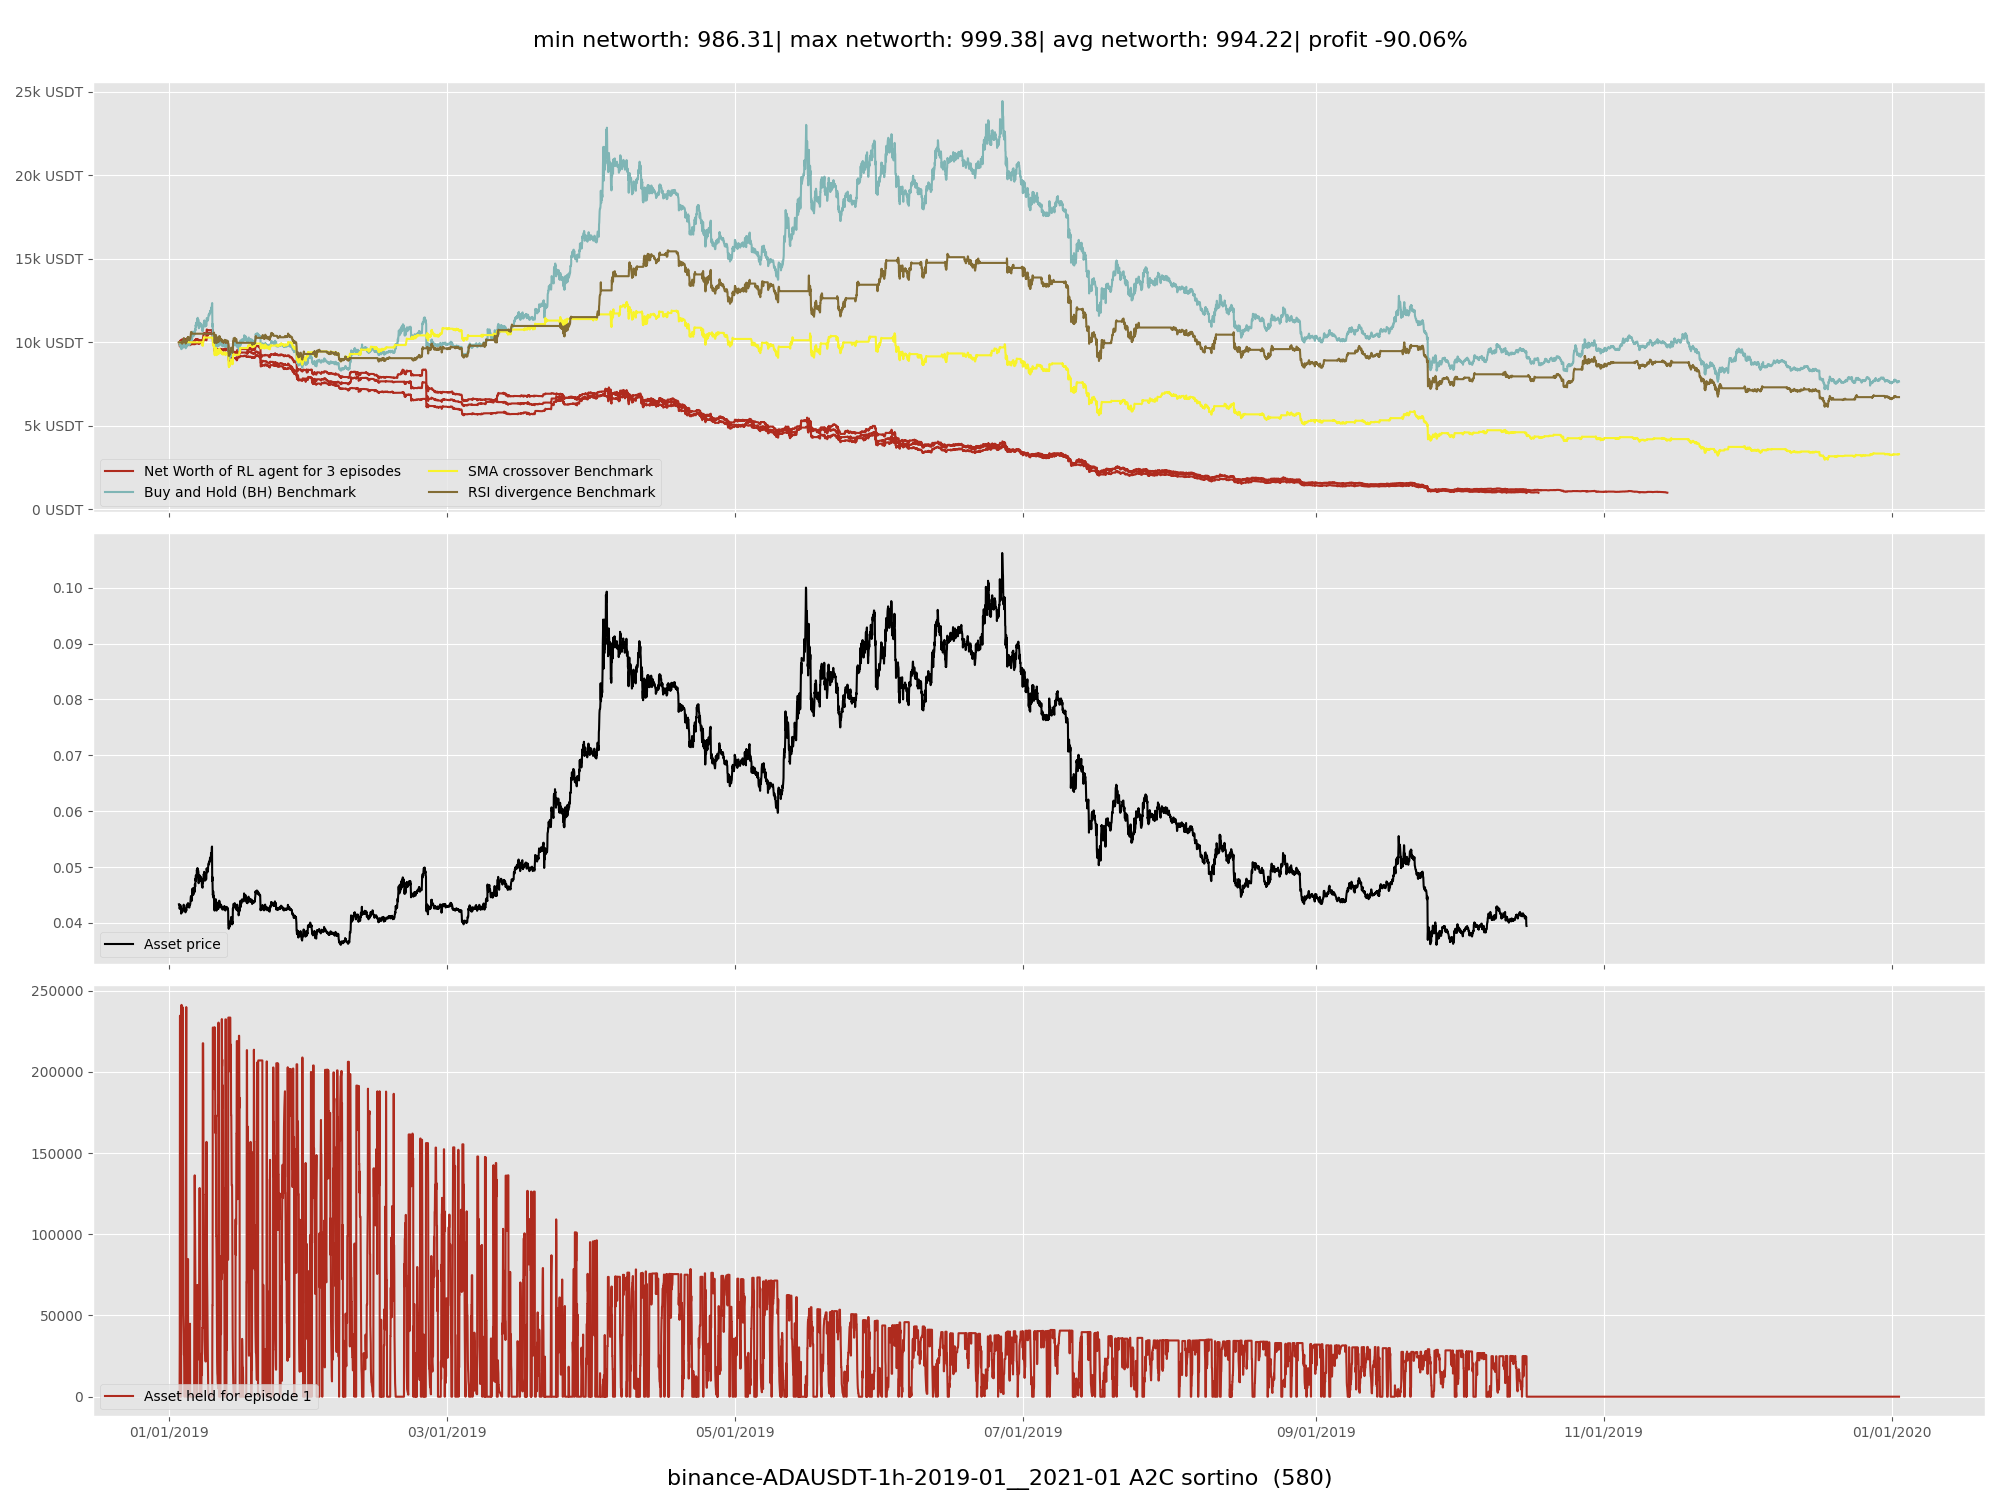 min networth: 986.31| max networth: 999.38| avg networth: 994.22| profit -90.06%
25k USDT
20k USDT
15k USDT
10k USDT
5k USDT
0 USDT
Net Worth of RL agent for 3 episodes
Buy and Hold (BH) Benchmark
SMA crossover Benchmark
RSI divergence Benchmark
0.10
0.09
0.08
0.07
0.06
0.05
0.04
Asset price
250000
200000
150000
100000
50000
0
Asset held for episode 1
01/01/2019 03/01/2019 05/01/2019 07/01/2019 09/01/2019 11/01/2019 01/01/2020
binance-ADAUSDT-1h-2019-01__2021-01 A2C sortino (580)